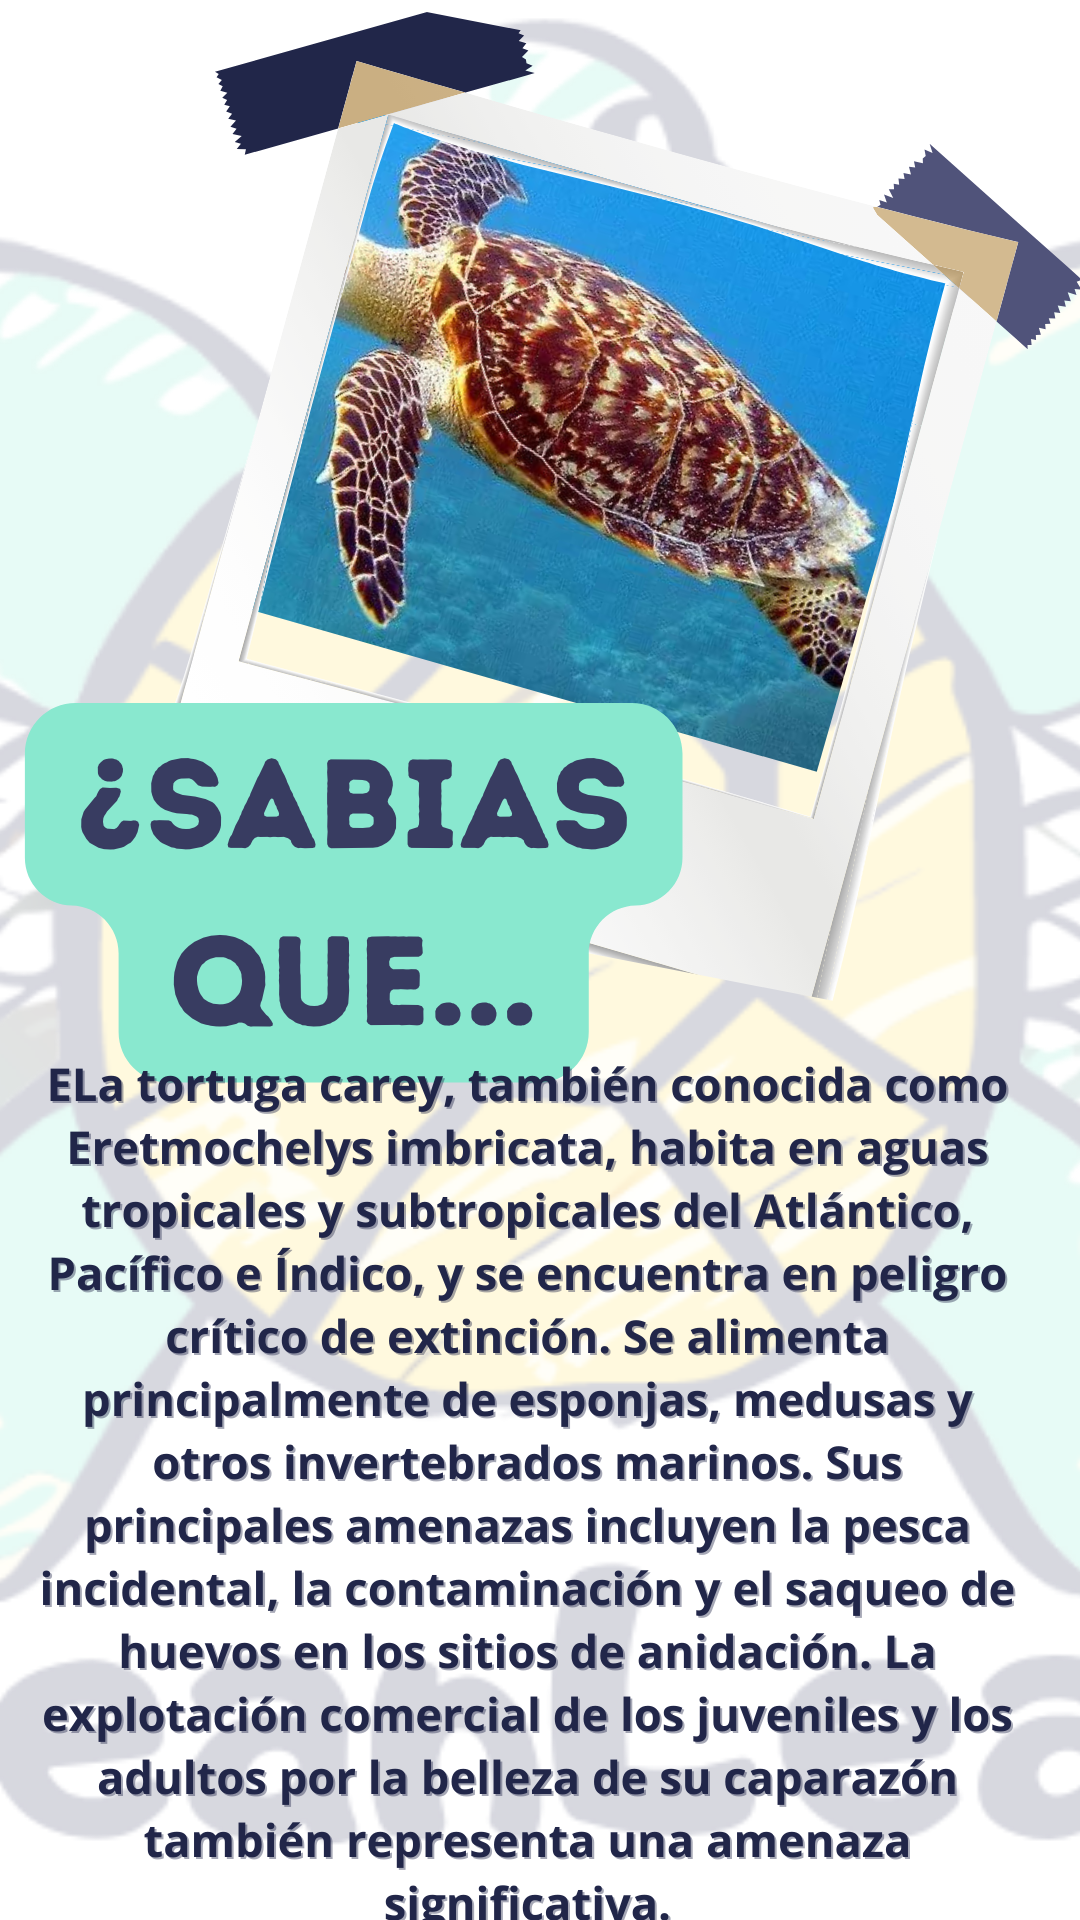 ¿SABIAS
QUE...
ELa tortuga carey, también conocida como
Eretmochelys imbricata, habita en aguas
tropicales y subtropicales del Atlántico,
Pacífico e Índico, y se encuentra en peligro
crítico de extinción. Se alimenta
principalmente de esponjas, medusas y
otros invertebrados marinos. Sus
principales amenazas incluyen la pesca
incidental, la contaminación y el saqueo de
huevos en los sitios de anidación. La
explotación comercial de los juveniles y los
adultos por la belleza de su caparazón
también representa una amenaza
significativa.